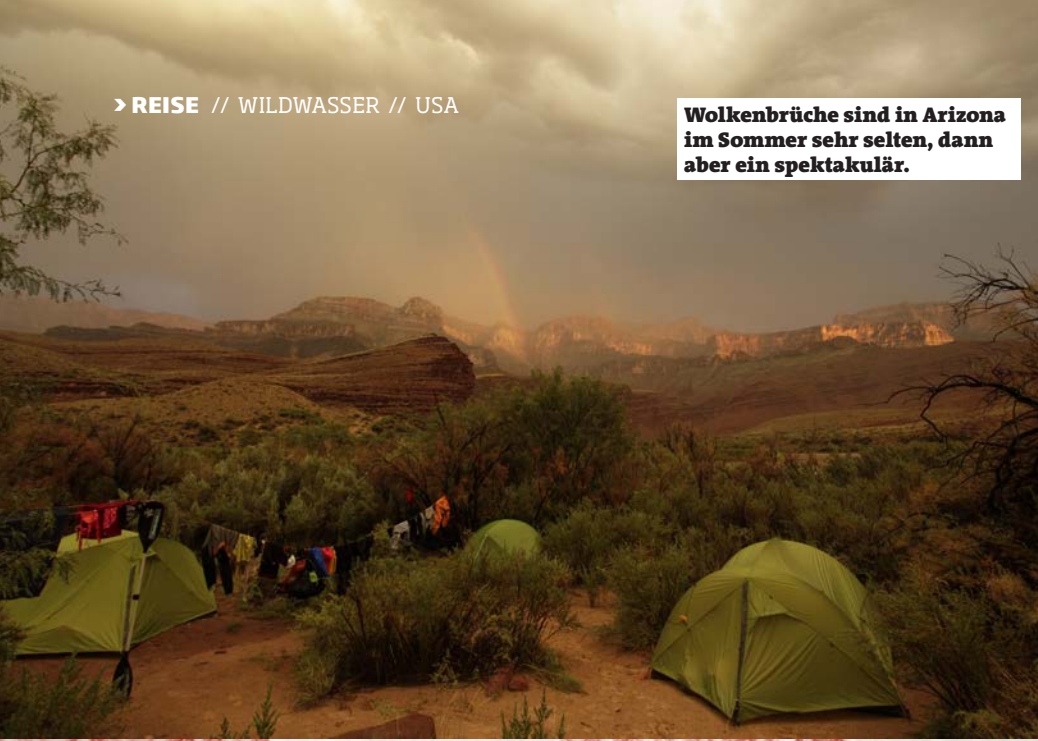 › REISE // WILDWASSER // USA
Wolkenbrüche sind in Arizona
im Sommer sehr selten, dann
aber ein spektakulär.